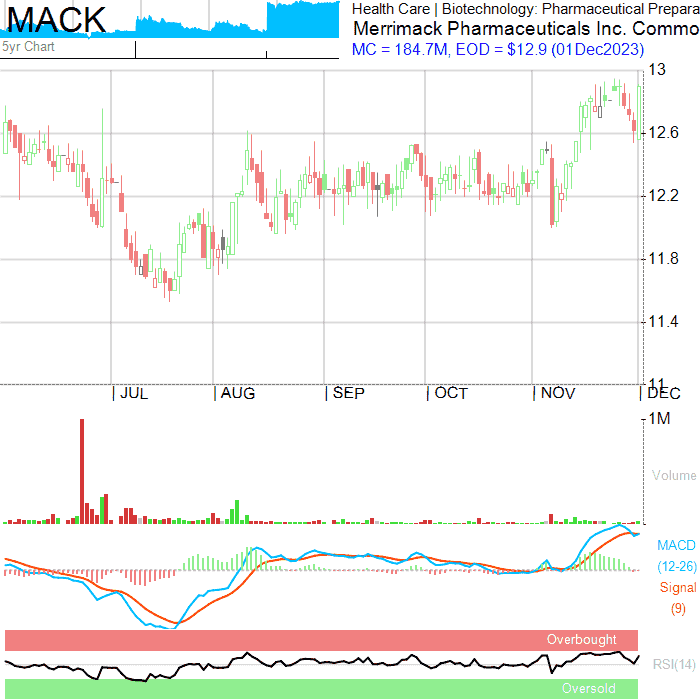 MACK
5yr Chart
Health Care | Biotechnology: Pharmaceutical Prepara
Merrimack Pharmaceuticals Inc. Commo
MC = 184.7M, EOD = $12.9 (01Dec2023)
13
12.6
12.2
11.8
11.4
11
JUL AUG SEP OCT NOV DEC
1M
Volume
MACD
(12-26)
Signal
(9)
Overbought
RSI(14)
Oversold